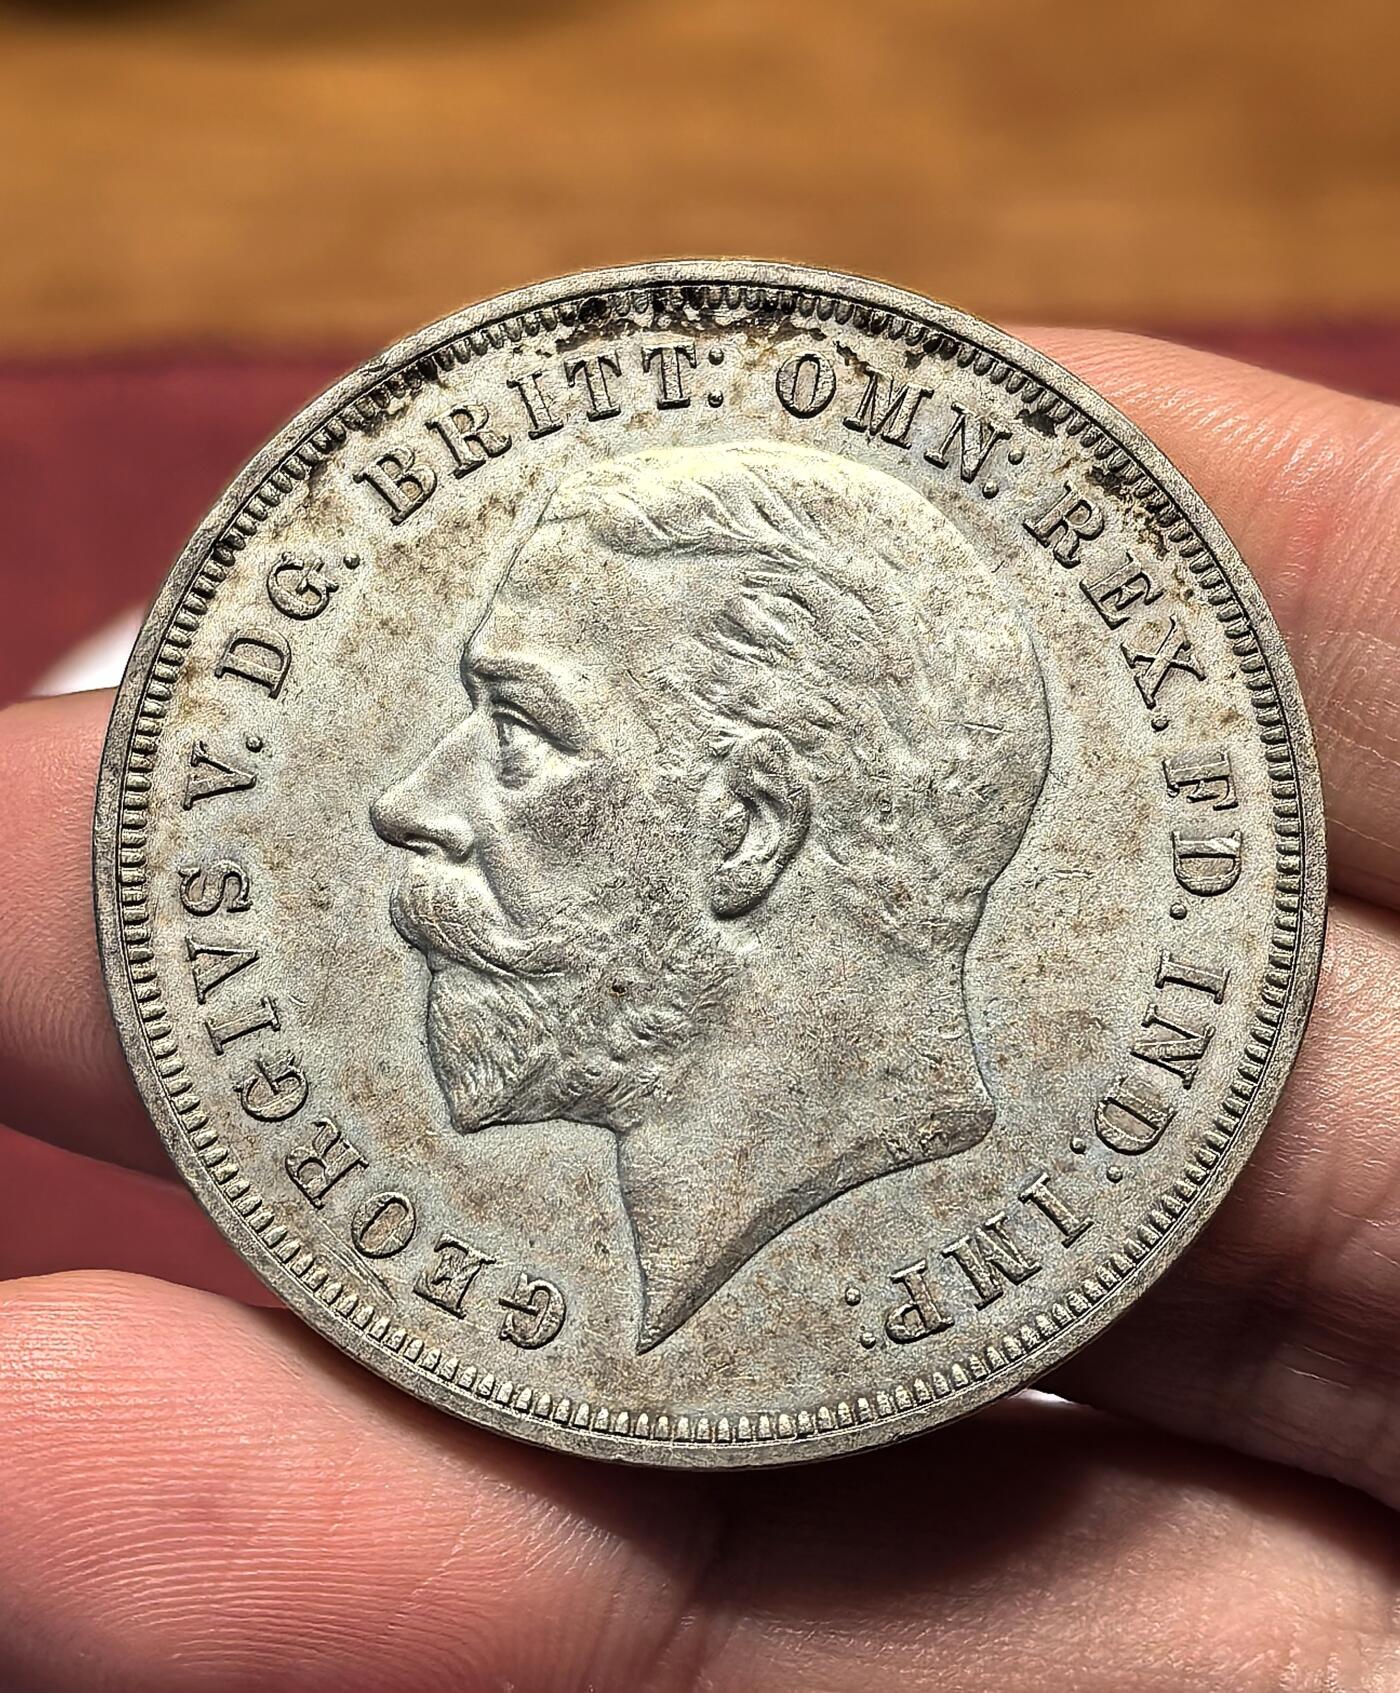 GEORGIVS V. DG. BRITT: OMN: REX. FD. IND: IMP: